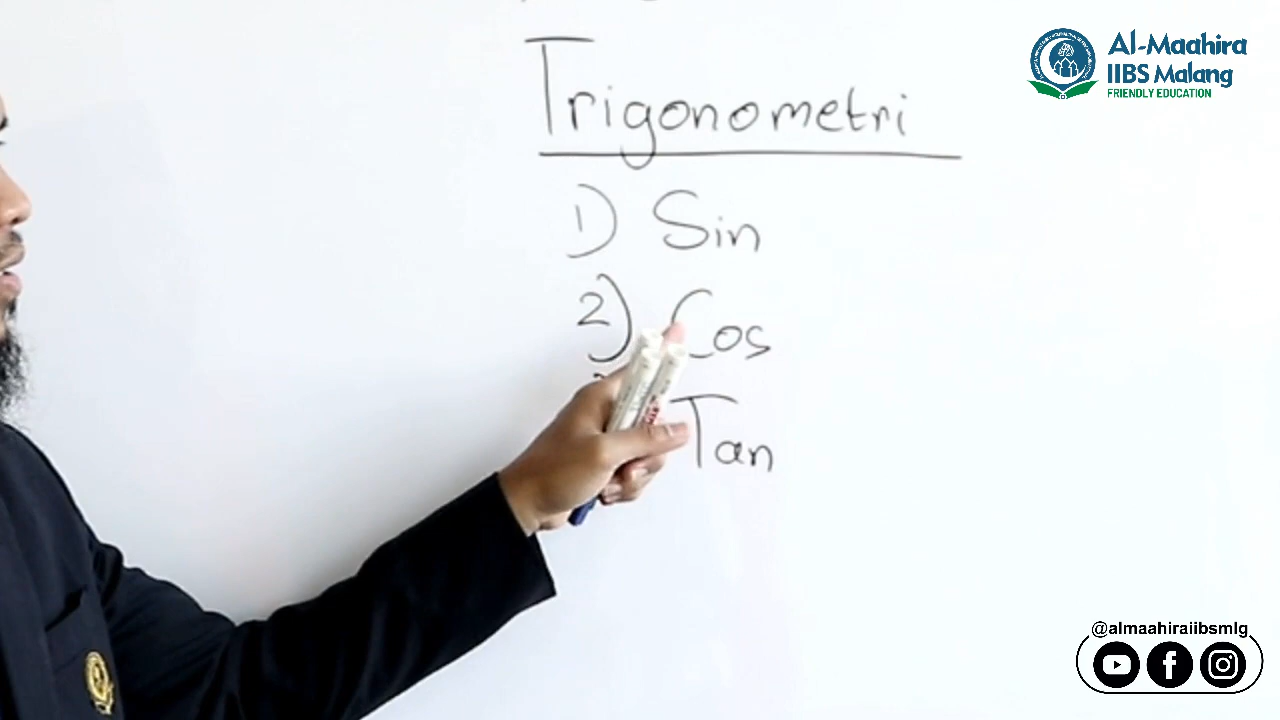 Al-Maahira
IIBS Malang
FRIENDLY EDUCATION
Trigonometri
1) Sin
2) Cos
Tan
@almaahiraiibsmlg